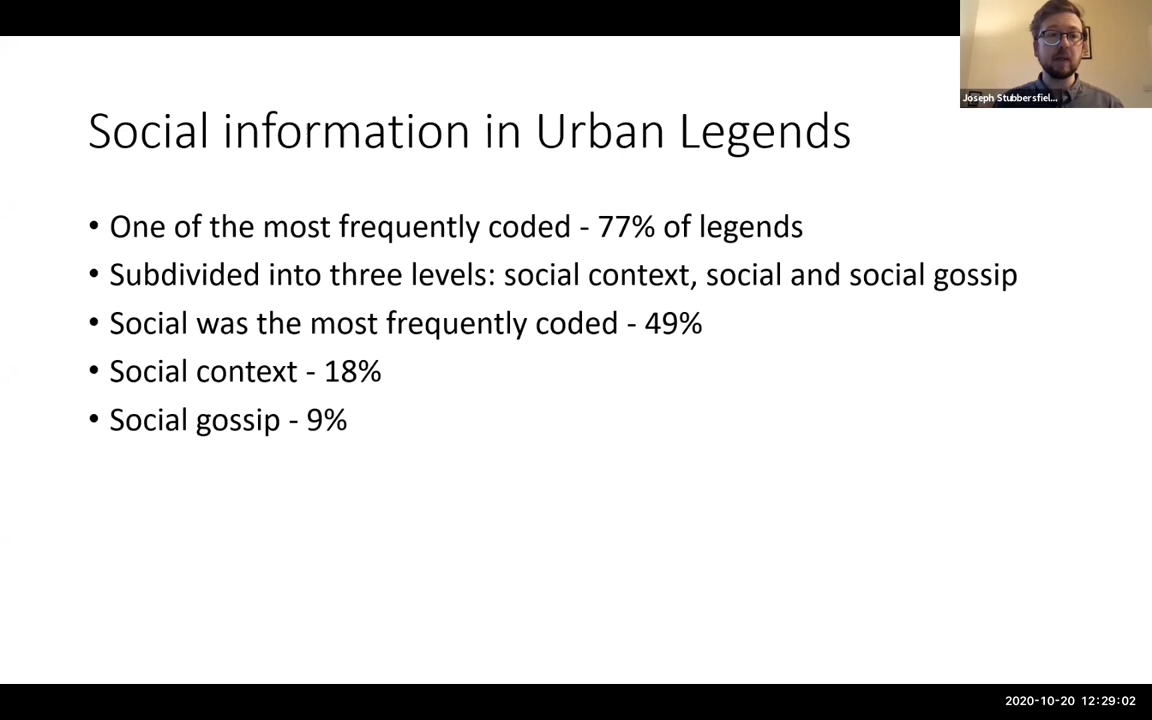 Joseph Stubbersfiel...
Social information in Urban Legends
• One of the most frequently coded - 77% of legends
• Subdivided into three levels: social context, social and social gossip
• Social was the most frequently coded - 49%
• Social context - 18%
• Social gossip - 9%
2020-10-20 12:29:02